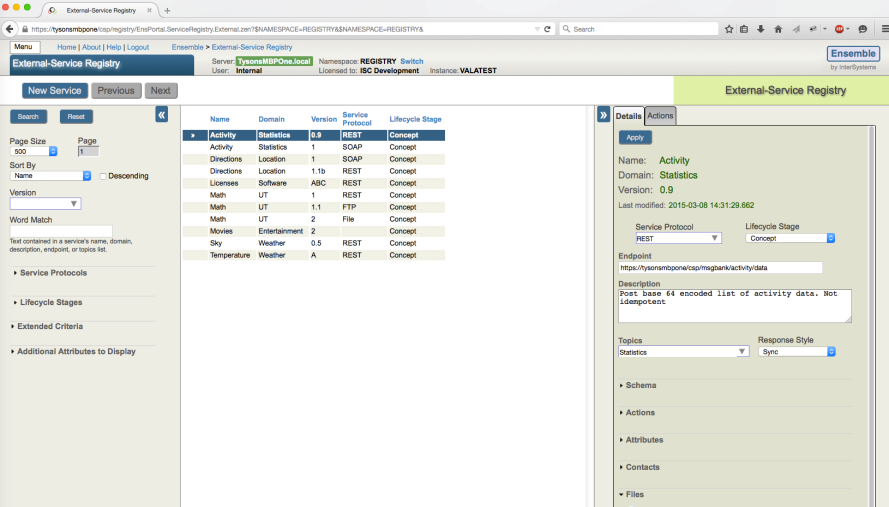 External-Service Registry
https://tysonsmbpone/csp/registry/EnsPortal.ServiceRegistry.External.zen?$NAMESPACE=REGISTRY&$NAMESPACE=REGISTRY&
Search
Menu
Home | About | Help | Logout
Ensemble > External-Service Registry
External-Service Registry
Server: TysonsMBPOne.local Namespace: REGISTRY Switch
User: Internal Licensed to: ISC Development Instance: VALATEST
Ensemble
by InterSystems
New Service Previous Next
External-Service Registry
Search Reset
Page Size Page
500 1
Sort By
Name Descending
Version
Word Match
Text contained in a service's name, domain,
description, endpoint, or topics list.
Service Protocols
Lifecycle Stages
Extended Criteria
Additional Attributes to Display
Name Domain Version Service Protocol Lifecycle Stage
» Activity Statistics 0.9 REST Concept
Activity Statistics 1 SOAP Concept
Directions Location 1 SOAP Concept
Directions Location 1.1b REST Concept
Licenses Software ABC REST Concept
Math UT 1 REST Concept
Math UT 1.1 FTP Concept
Math UT 2 File Concept
Movies Entertainment 2 Concept
Sky Weather 0.5 REST Concept
Temperature Weather A REST Concept
Details Actions
Apply
Name: Activity
Domain: Statistics
Version: 0.9
Last modified: 2015-03-08 14:31:29.662
Service Protocol Lifecycle Stage
REST Concept
Endpoint
https://tysonsmbpone/csp/msgbank/activity/data
Description
Post base 64 encoded list of activity data. Not
idempotent
Topics Response Style
Statistics Sync
Schema
Actions
Attributes
Contacts
Files